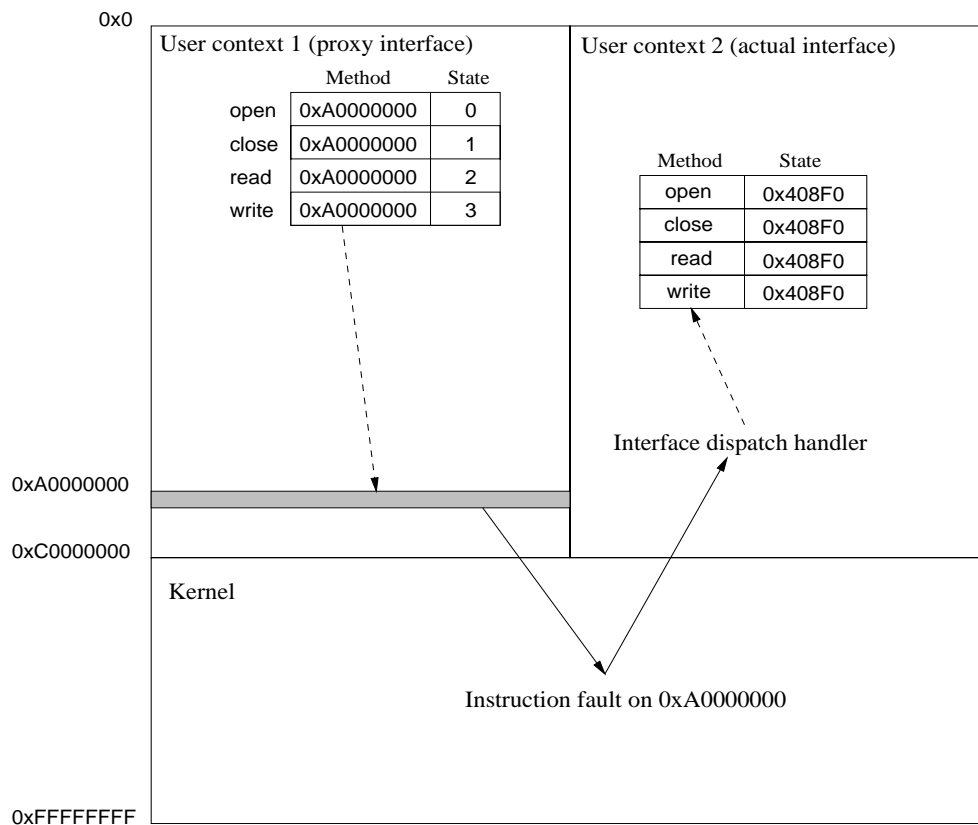 0x0
User context 1 (proxy interface)
User context 2 (actual interface)
Method State
open 0xA0000000 0
close 0xA0000000 1
read 0xA0000000 2
write 0xA0000000 3
Method State
open 0x408F0
close 0x408F0
read 0x408F0
write 0x408F0
Interface dispatch handler
0xA0000000
0xC0000000
Kernel
Instruction fault on 0xA0000000
0xFFFFFFFF